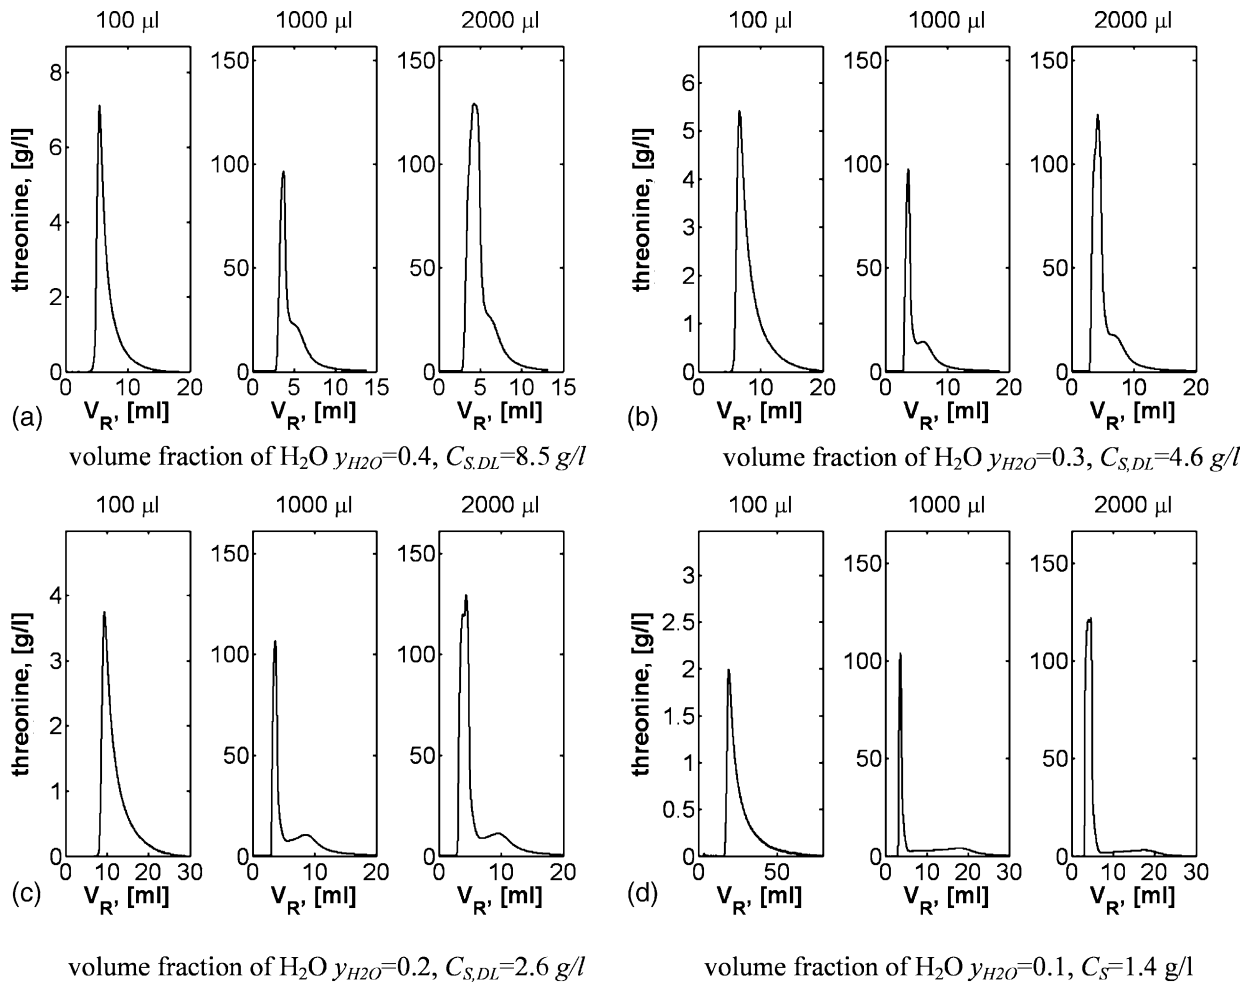 100 μl 1000 μl 2000 μl
threonine, [g/l]
8
6
4
2
0
0 10 20
150
100
50
0
0 5 10 15
150
100
50
0
0 5 10 15
(a) V_R, [ml] V_R, [ml] V_R, [ml]
volume fraction of H₂O y_H2O=0.4, C_S,DL=8.5 g/l
100 μl 1000 μl 2000 μl
threonine, [g/l]
6
5
4
3
2
1
0
0 10 20
150
100
50
0
0 10 20
150
100
50
0
0 10 20
(b) V_R, [ml] V_R, [ml] V_R, [ml]
volume fraction of H₂O y_H2O=0.3, C_S,DL=4.6 g/l
100 μl 1000 μl 2000 μl
threonine, [g/l]
4
3
2
1
0
0 10 20 30
150
100
50
0
0 10 20
150
100
50
0
0 10 20
(c) V_R, [ml] V_R, [ml] V_R, [ml]
volume fraction of H₂O y_H2O=0.2, C_S,DL=2.6 g/l
100 μl 1000 μl 2000 μl
threonine, [g/l]
3
2.5
2
1.5
1
0.5
0
0 50
150
100
50
0
0 10 20 30
150
100
50
0
0 10 20 30
(d) V_R, [ml] V_R, [ml] V_R, [ml]
volume fraction of H₂O y_H2O=0.1, C_S=1.4 g/l